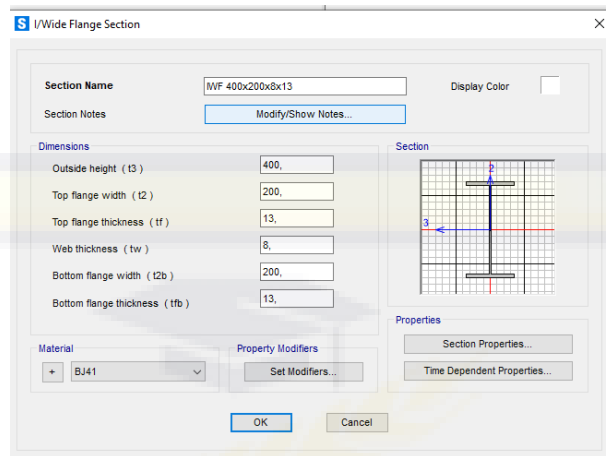 S I/Wide Flange Section
Section Name IWF 400x200x8x13 Display Color
Section Notes Modify/Show Notes...
Dimensions
Outside height ( t3 ) 400,
Top flange width ( t2 ) 200,
Top flange thickness ( tf ) 13,
Web thickness ( tw ) 8,
Bottom flange width ( t2b ) 200,
Bottom flange thickness ( tfb ) 13,
Section
2
3
Material
+ BJ41
Property Modifiers
Set Modifiers...
Properties
Section Properties...
Time Dependent Properties...
OK Cancel